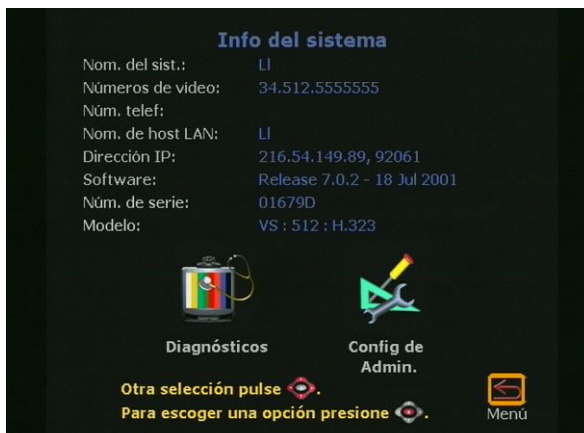 Info del sistema
Nom. del sist.: Ll
Números de vídeo: 34.512.5555555
Núm. telef:
Nom. de host LAN: Ll
Dirección IP: 216.54.149.89, 92061
Software: Release 7.0.2 - 18 Jul 2001
Núm. de serie: 01679D
Modelo: VS : 512 : H.323
Diagnósticos
Config de
Admin.
Otra selección pulse .
Para escoger una opción presione .
Menú